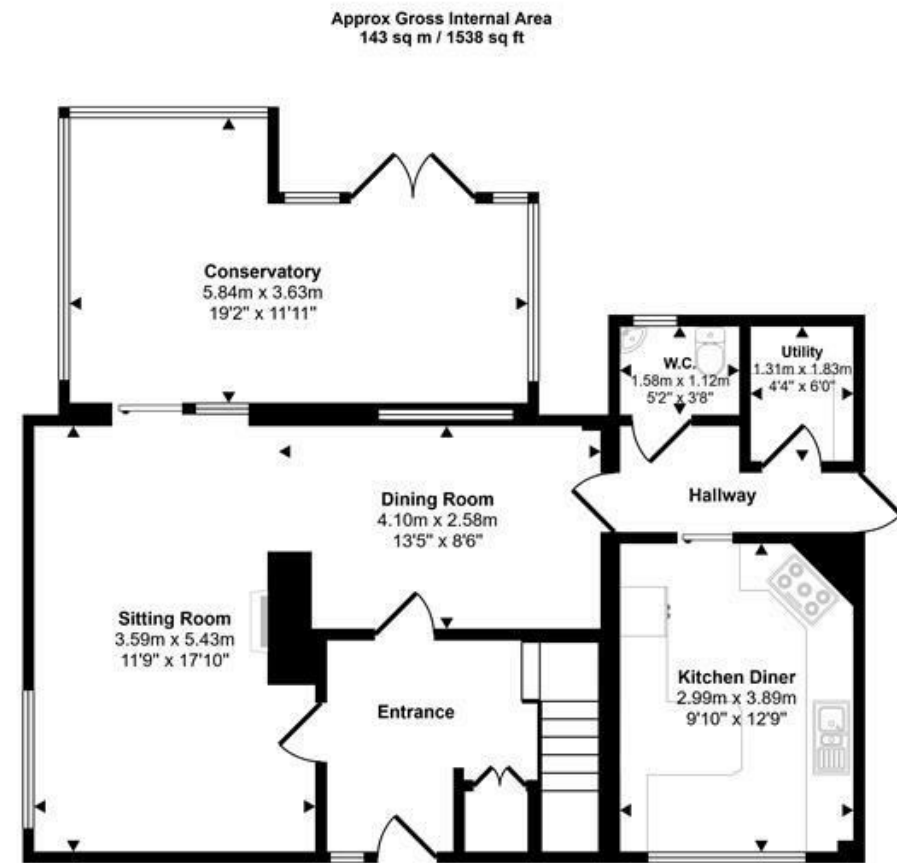 Approx Gross Internal Area
143 sq m / 1538 sq ft
Conservatory
5.84m x 3.63m
19'2" x 11'11"
W.C.
1.58m x 1.12m
5'2" x 3'8"
Utility
1.31m x 1.83m
4'4" x 6'0"
Dining Room
4.10m x 2.58m
13'5" x 8'6"
Hallway
Sitting Room
3.59m x 5.43m
11'9" x 17'10"
Entrance
Kitchen Diner
2.99m x 3.89m
9'10" x 12'9"